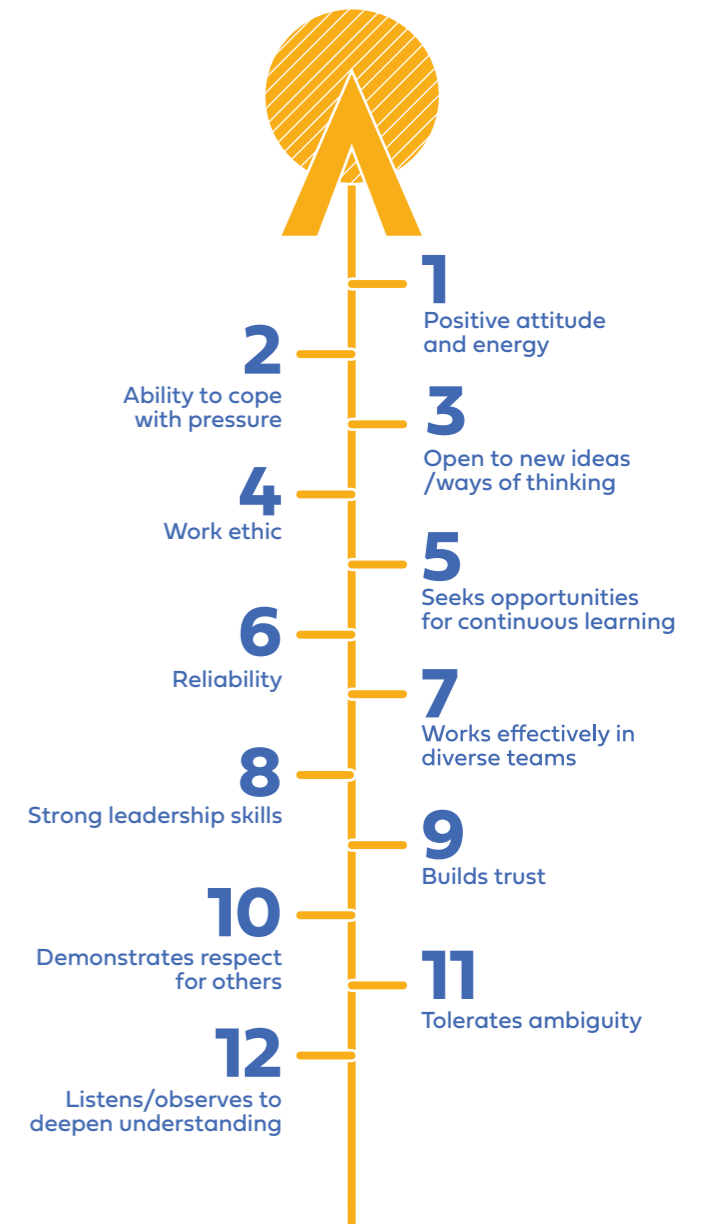 1
Positive attitude
and energy
2
Ability to cope
with pressure
3
Open to new ideas
/ways of thinking
4
Work ethic
5
Seeks opportunities
for continuous learning
6
Reliability
7
Works effectively in
diverse teams
8
Strong leadership skills
9
Builds trust
10
Demonstrates respect
for others
11
Tolerates ambiguity
12
Listens/observes to
deepen understanding